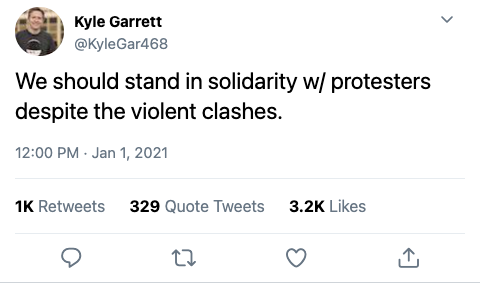 Kyle Garrett
@KyleGar468
We should stand in solidarity w/ protesters
despite the violent clashes.
12:00 PM · Jan 1, 2021
1K Retweets 329 Quote Tweets 3.2K Likes